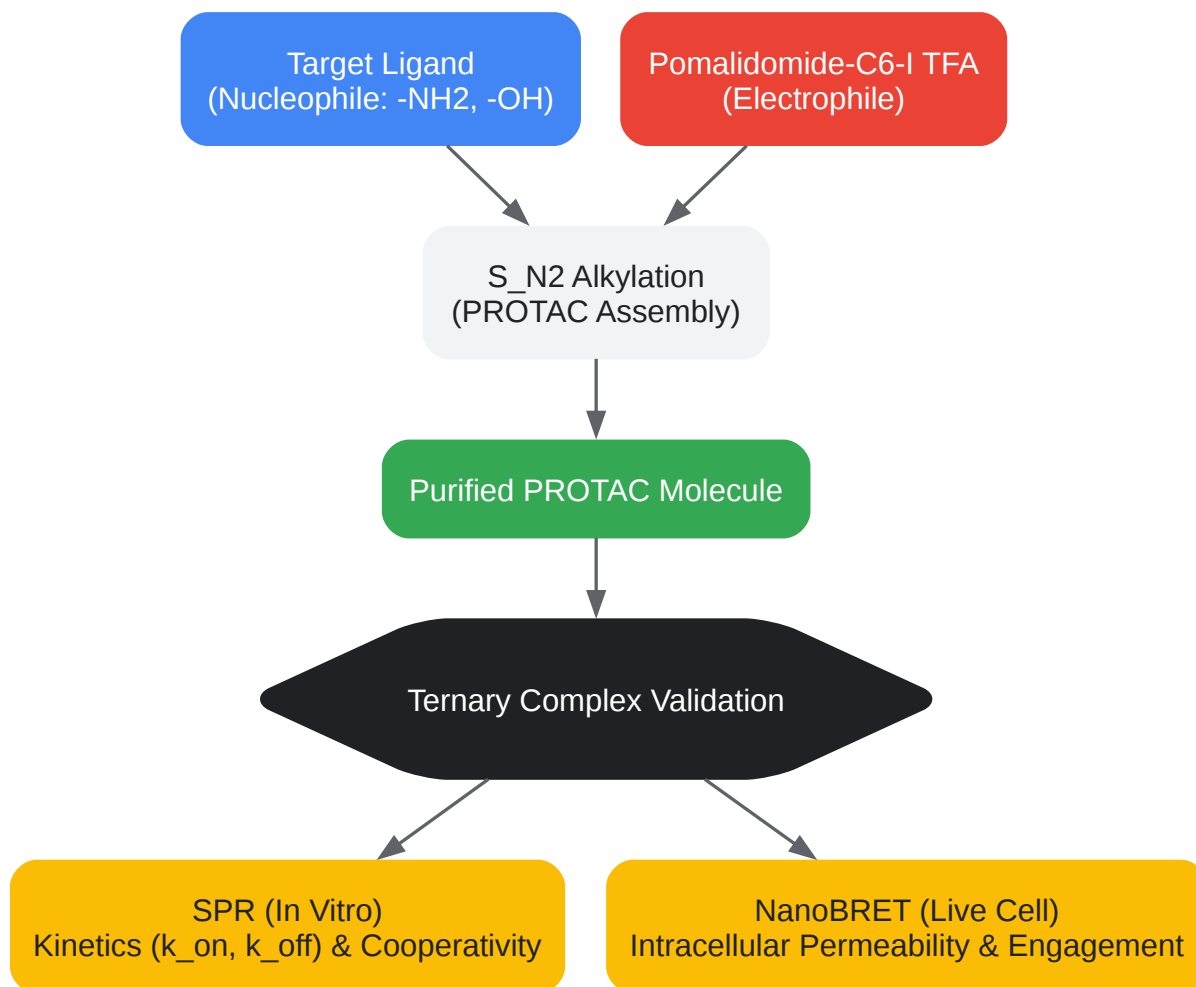 Target Ligand
(Nucleophile: -NH2, -OH)
Pomalidomide-C6-I TFA
(Electrophile)
S_N2 Alkylation
(PROTAC Assembly)
Purified PROTAC Molecule
Ternary Complex Validation
SPR (In Vitro)
Kinetics (k_on, k_off) & Cooperativity
NanoBRET (Live Cell)
Intracellular Permeability & Engagement